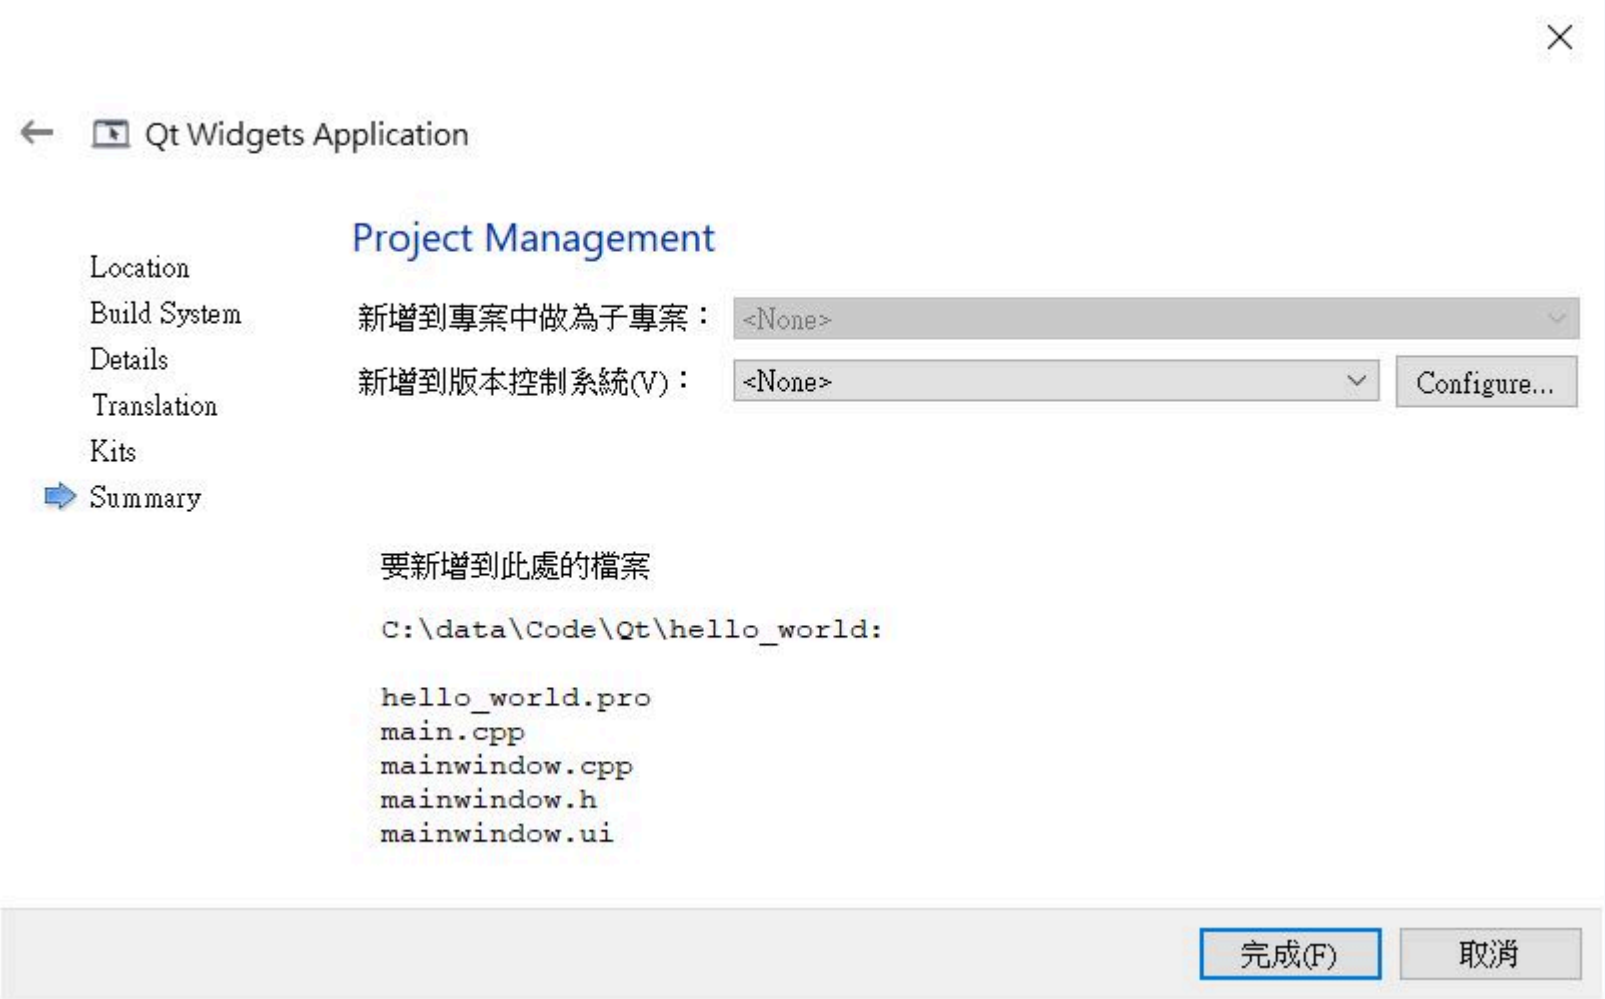 Qt Widgets Application
Location
Build System
Details
Translation
Kits
Summary
Project Management
新增到專案中做為子專案：
<None>
新增到版本控制系統(V)：
<None>
Configure...
要新增到此處的檔案
C:\data\Code\Qt\hello_world:
hello_world.pro
main.cpp
mainwindow.cpp
mainwindow.h
mainwindow.ui
完成(F)
取消